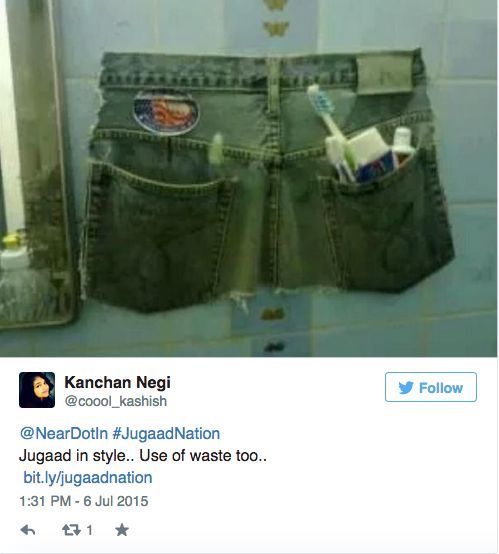 Kanchan Negi
@coool_kashish
Follow
@NearDotIn #JugaadNation
Jugaad in style.. Use of waste too..
bit.ly/jugaadnation
1:31 PM - 6 Jul 2015
1